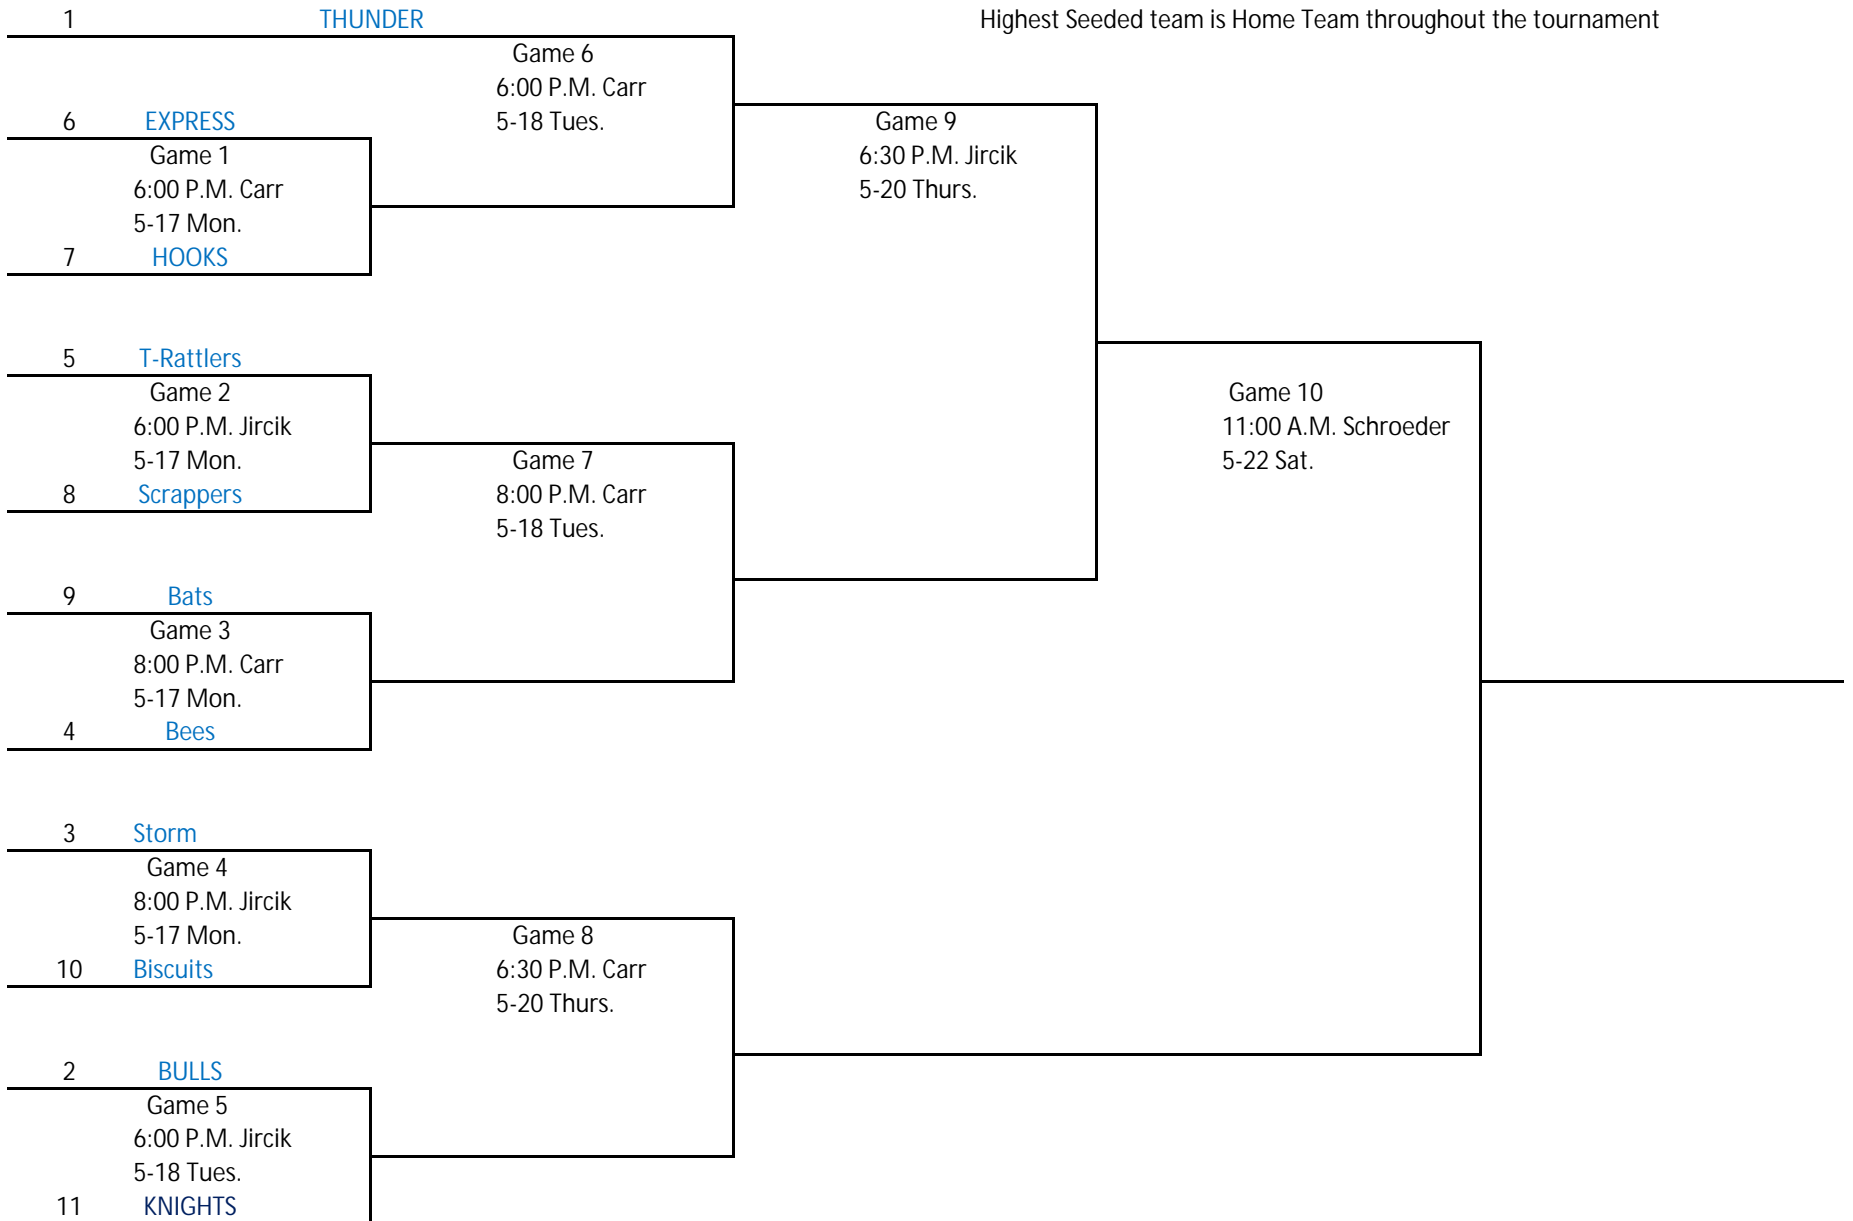 1 THUNDER Highest Seeded team is Home Team throughout the tournament
Game 6
6:00 P.M. Carr
5-18 Tues.
6 EXPRESS
Game 1
6:00 P.M. Carr
5-17 Mon.
7 HOOKS
Game 9
6:30 P.M. Jircik
5-20 Thurs.
5 T-Rattlers
Game 2
6:00 P.M. Jircik
5-17 Mon.
8 Scrappers
Game 7
8:00 P.M. Carr
5-18 Tues.
Game 10
11:00 A.M. Schroeder
5-22 Sat.
9 Bats
Game 3
8:00 P.M. Carr
5-17 Mon.
4 Bees
3 Storm
Game 4
8:00 P.M. Jircik
5-17 Mon.
10 Biscuits
Game 8
6:30 P.M. Carr
5-20 Thurs.
2 BULLS
Game 5
6:00 P.M. Jircik
5-18 Tues.
11 KNIGHTS